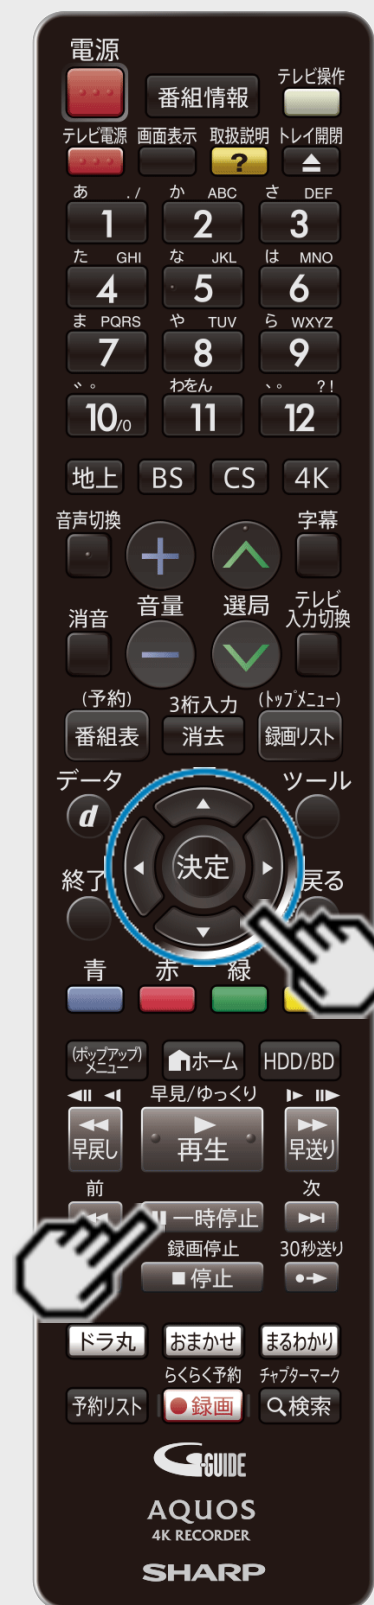 電源
番組情報
テレビ操作
テレビ電源 画面表示 取扱説明 トレイ開閉
?
あ ./ か ABC さ DEF
1 2 3
た GHI な JKL は MNO
4 5 6
ま PQRS や TUV ら WXYZ
7 8 9
、。 わをん 、。 ?!
10/0 11 12
地上 BS CS 4K
音声切換 字幕
消音 音量 選局 テレビ
入力切換
(予約) 3桁入力 (トップメニュー)
番組表 消去 録画リスト
データ ツール
d
決定
終了 戻る
青 赤 緑
(ポップアップ)
メニュー ホーム HDD/BD
早見/ゆっくり
早戻し 再生 早送り
前 次
一時停止
録画停止 30秒送り
停止
ドラ丸 おまかせ まるわかり
らくらく予約 チャプターマーク
予約リスト 録画 検索
G-GUIDE
AQUOS
4K RECORDER
SHARP